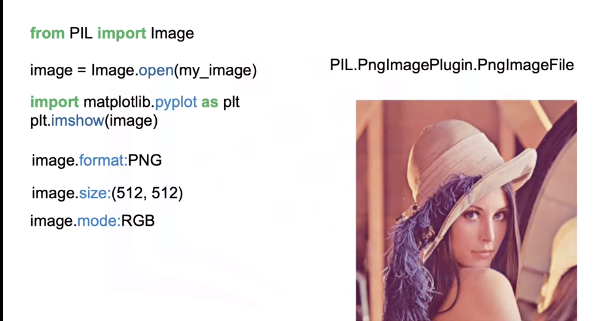 from PIL import Image
image = Image.open(my_image)
PIL.PngImagePlugin.PngImageFile
import matplotlib.pyplot as plt
plt.imshow(image)
image.format:PNG
image.size:(512, 512)
image.mode:RGB